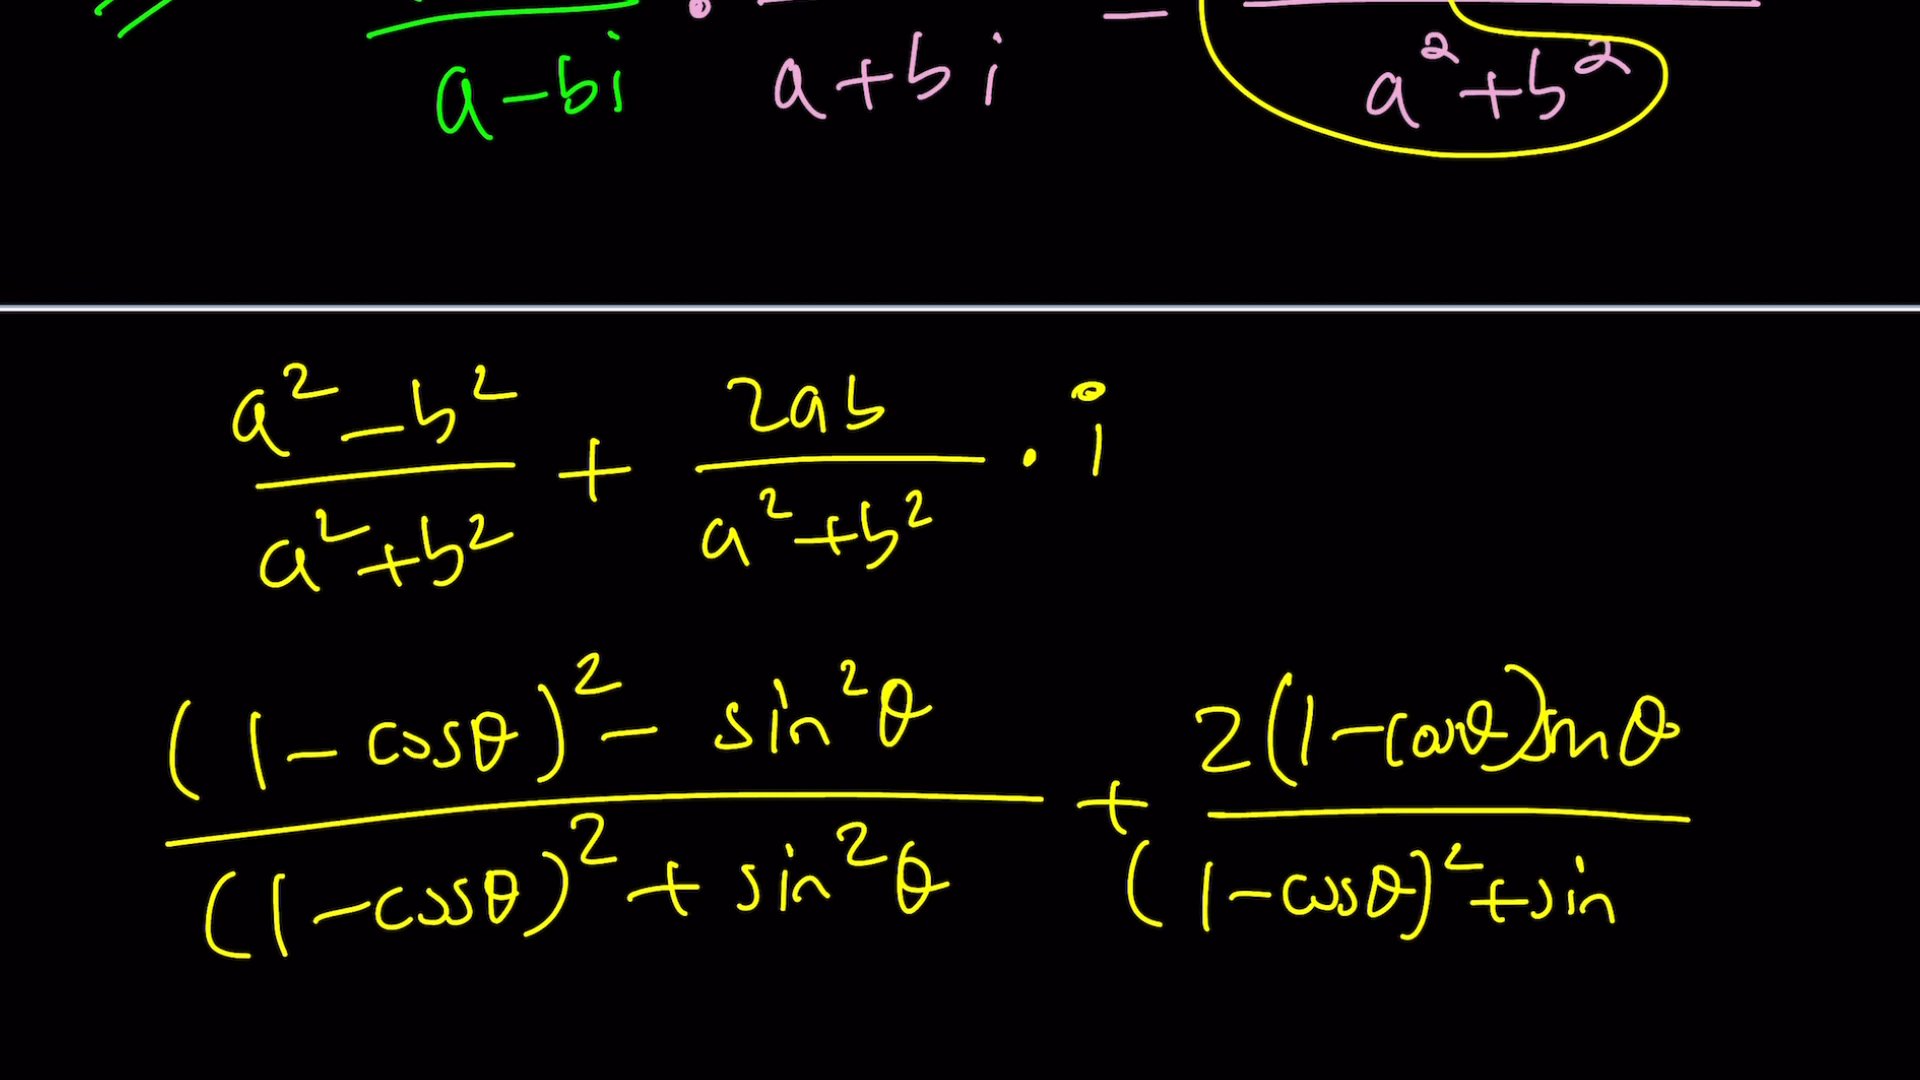 a-bi · a+bi — a²+b²
a²-b² / a²+b² + 2ab / a²+b² · i
(1-cosθ)² - sin²θ / (1-cosθ)² + sin²θ + 2(1-cosθ)sinθ / (1-cosθ)²+sin